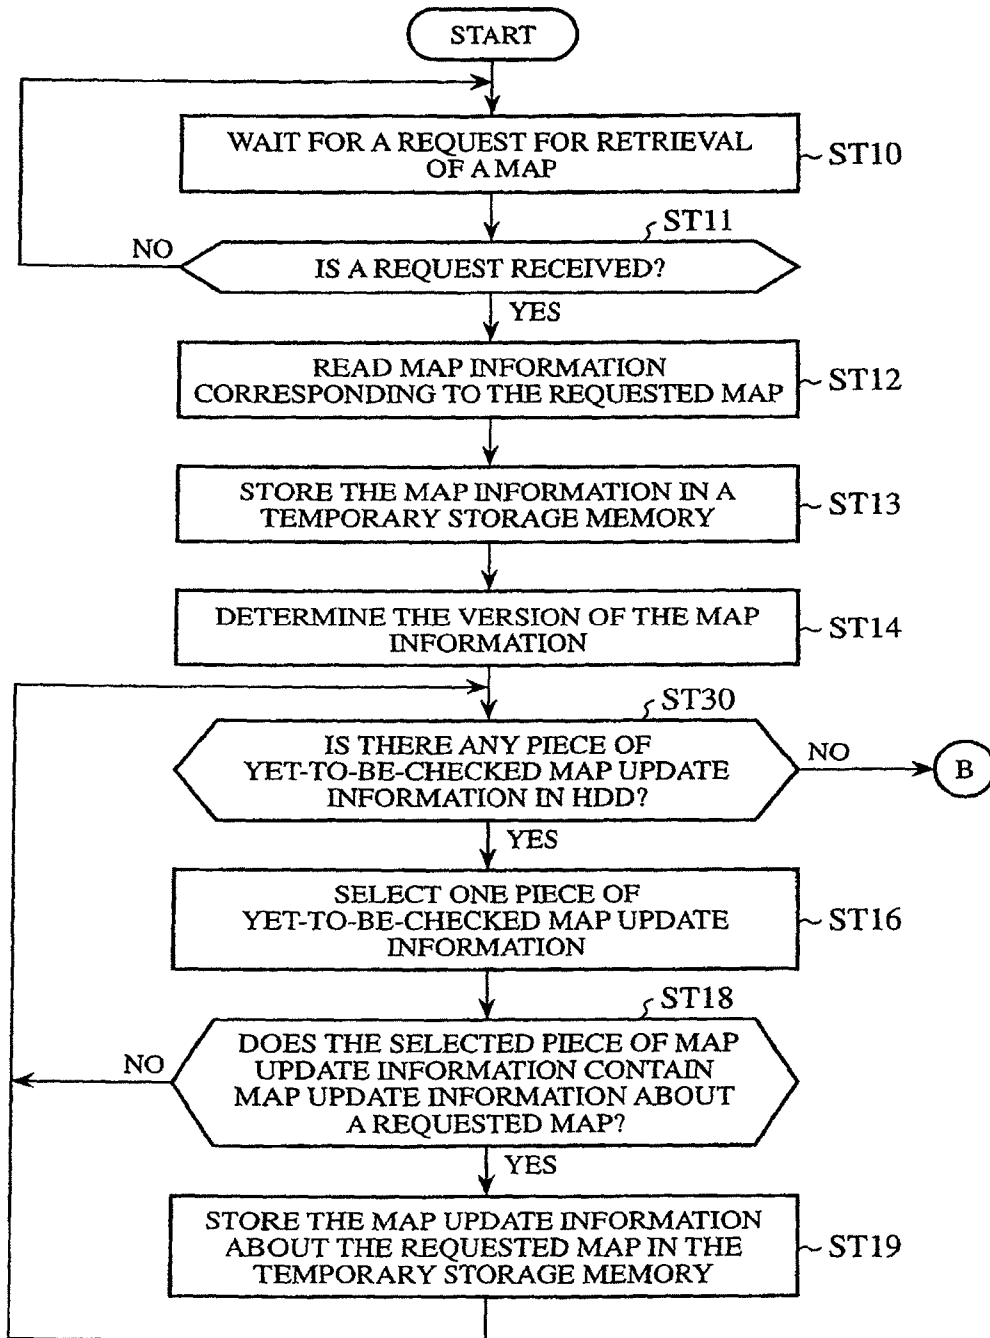 START
WAIT FOR A REQUEST FOR RETRIEVAL
OF A MAP
ST10
ST11
NO
IS A REQUEST RECEIVED?
YES
READ MAP INFORMATION
CORRESPONDING TO THE REQUESTED MAP
ST12
STORE THE MAP INFORMATION IN A
TEMPORARY STORAGE MEMORY
ST13
DETERMINE THE VERSION OF THE MAP
INFORMATION
ST14
ST30
IS THERE ANY PIECE OF
YET-TO-BE-CHECKED MAP UPDATE
INFORMATION IN HDD?
NO
B
YES
SELECT ONE PIECE OF
YET-TO-BE-CHECKED MAP UPDATE
INFORMATION
ST16
ST18
NO
DOES THE SELECTED PIECE OF MAP
UPDATE INFORMATION CONTAIN
MAP UPDATE INFORMATION ABOUT
A REQUESTED MAP?
YES
STORE THE MAP UPDATE INFORMATION
ABOUT THE REQUESTED MAP IN THE
TEMPORARY STORAGE MEMORY
ST19